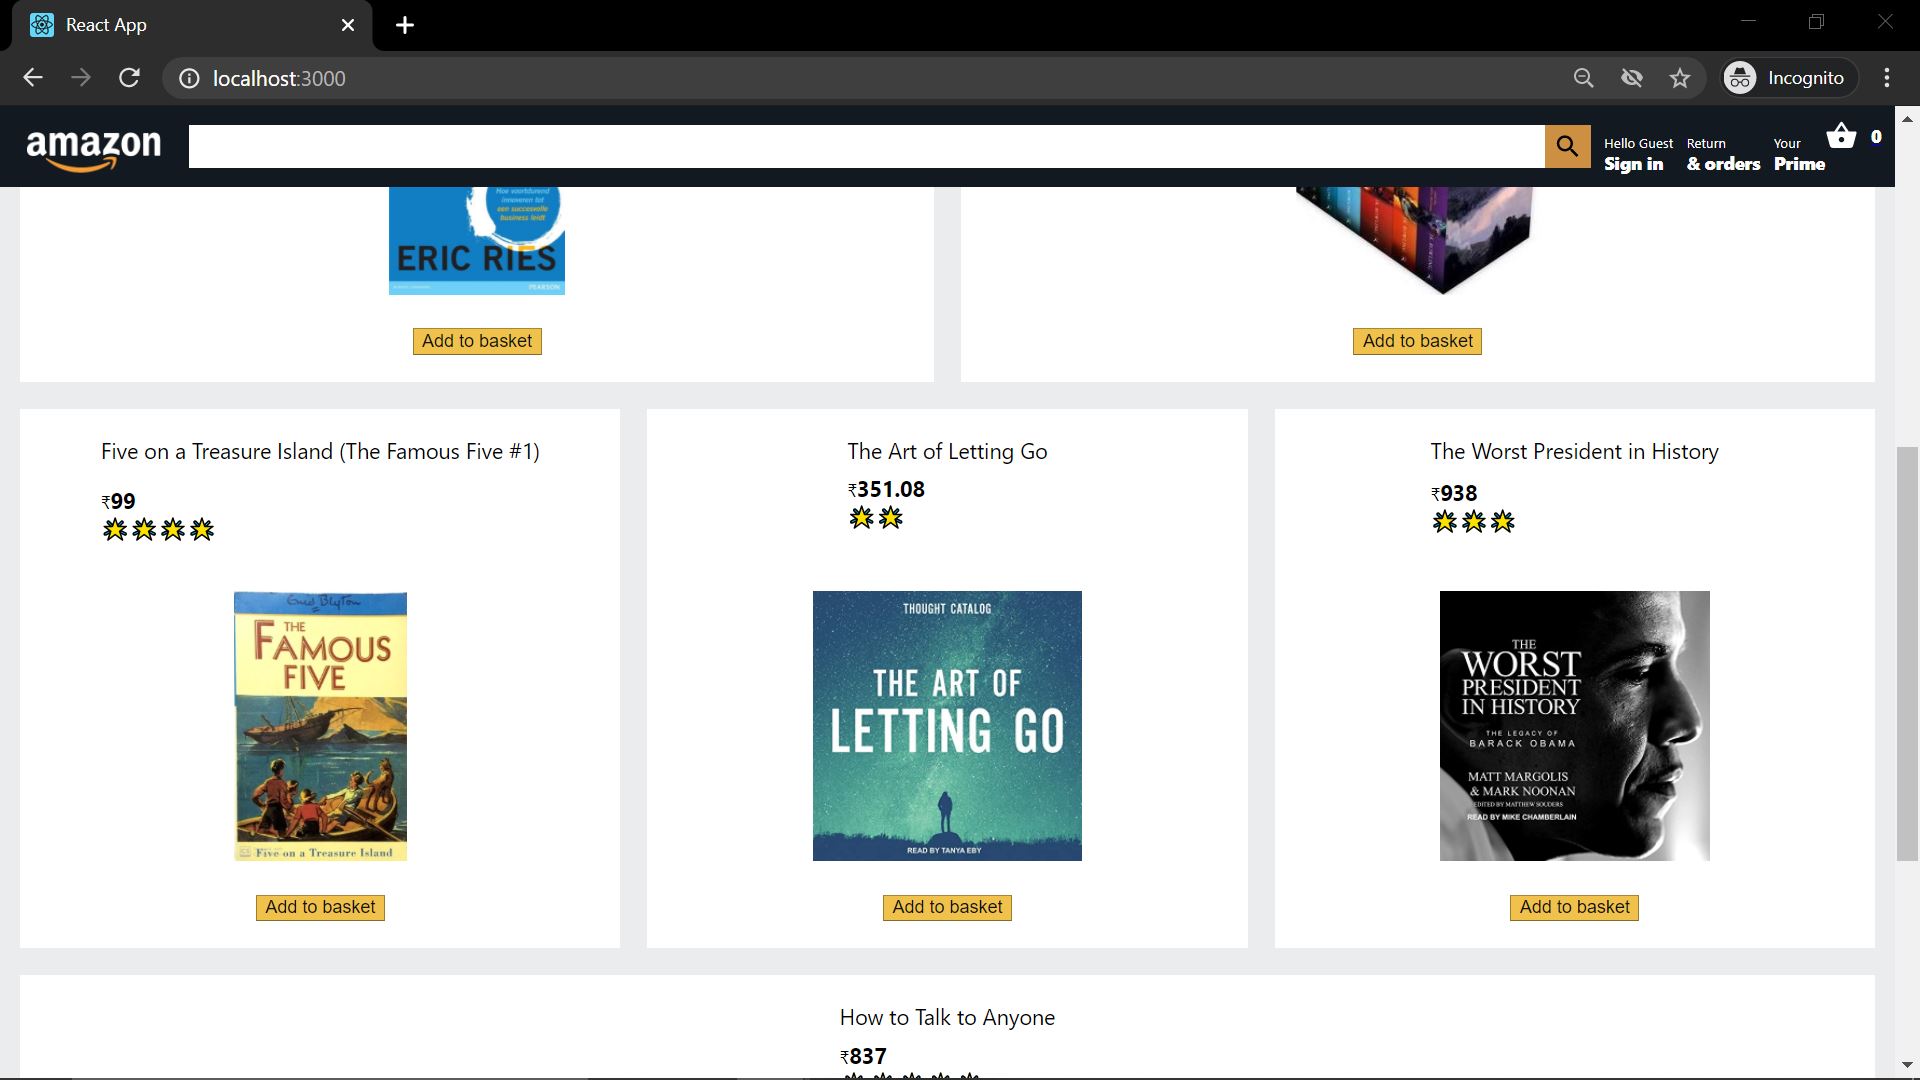 React App
localhost:3000
Incognito
amazon
Hello Guest
Sign in
Return
& orders
Your
Prime
0
Hoe voortdurend
innoveren tot
een succesvolle
business leidt
ERIC RIES
PEARSON
Add to basket
Add to basket
Five on a Treasure Island (The Famous Five #1)
₹99
Enid Blyton
THE
FAMOUS
FIVE
Five on a Treasure Island
Add to basket
The Art of Letting Go
₹351.08
THOUGHT CATALOG
THE ART OF
LETTING GO
READ BY TANYA EBY
Add to basket
The Worst President in History
₹938
THE
WORST
PRESIDENT
IN HISTORY
THE LEGACY OF
BARACK OBAMA
MATT MARGOLIS
& MARK NOONAN
EDITED BY MATTHEW SOUDERS
READ BY MIKE CHAMBERLAIN
Add to basket
How to Talk to Anyone
₹837